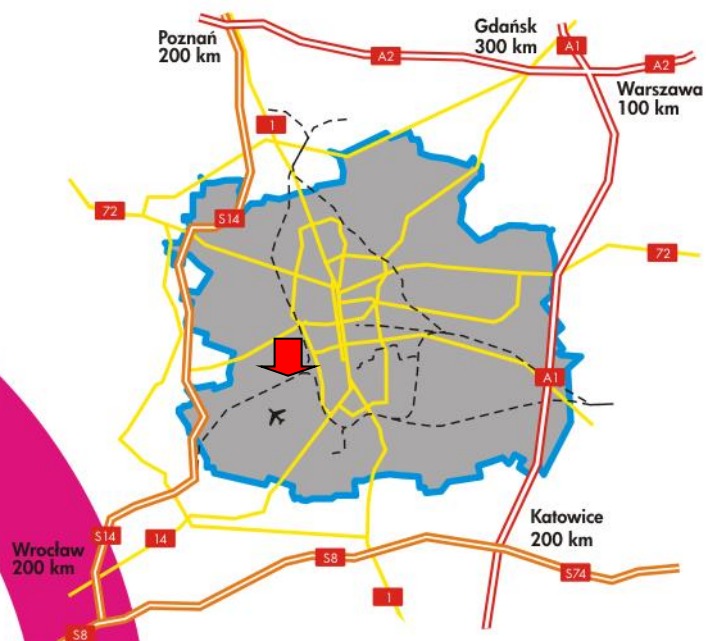 Poznań
200 km
Gdańsk
300 km
A1
A2
A2
Warszawa
100 km
1
72
S14
72
A1
Katowice
200 km
S14
14
Wrocław
200 km
S8
S74
1
S8